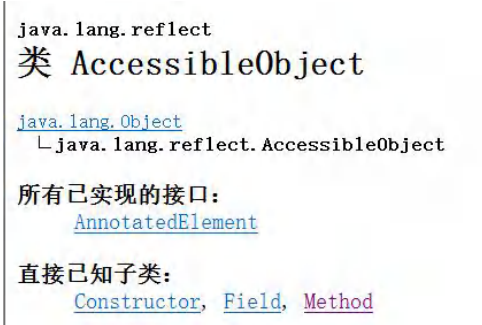 java.lang.reflect
类 AccessibleObject
java.lang.Object
└java.lang.reflect.AccessibleObject
所有已实现的接口：
AnnotatedElement
直接已知子类：
Constructor, Field, Method